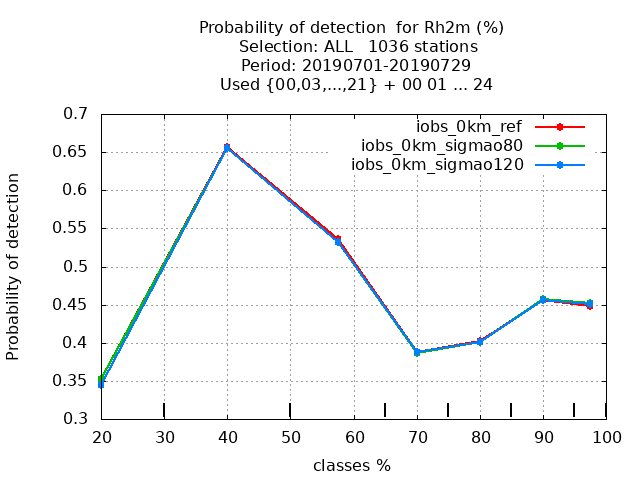 Probability of detection  for Rh2m (%)
Selection: ALL   1036 stations
Period: 20190701-20190729
Used {00,03,...,21} + 00 01 ... 24
iobs_0km_ref
iobs_0km_sigmao80
iobs_0km_sigmao120
Probability of detection
0.7
0.65
0.6
0.55
0.5
0.45
0.4
0.35
0.3
20 30 40 50 60 70 80 90 100
classes %